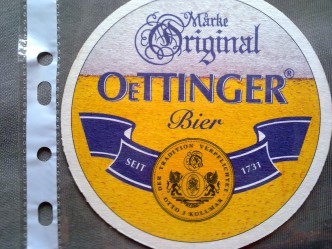 Marke
Original
OETTINGER®
Bier
SEIT 1731
DER TRADITION VERPFLICHTET
OTTO J KOLLMAR